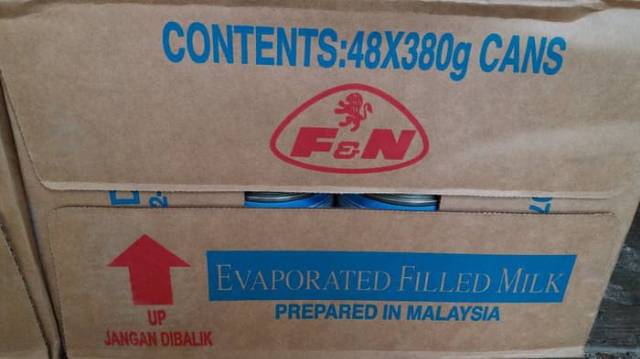 CONTENTS:48X380g CANS
F&N
UP
JANGAN DIBALIK
EVAPORATED FILLED MILK
PREPARED IN MALAYSIA